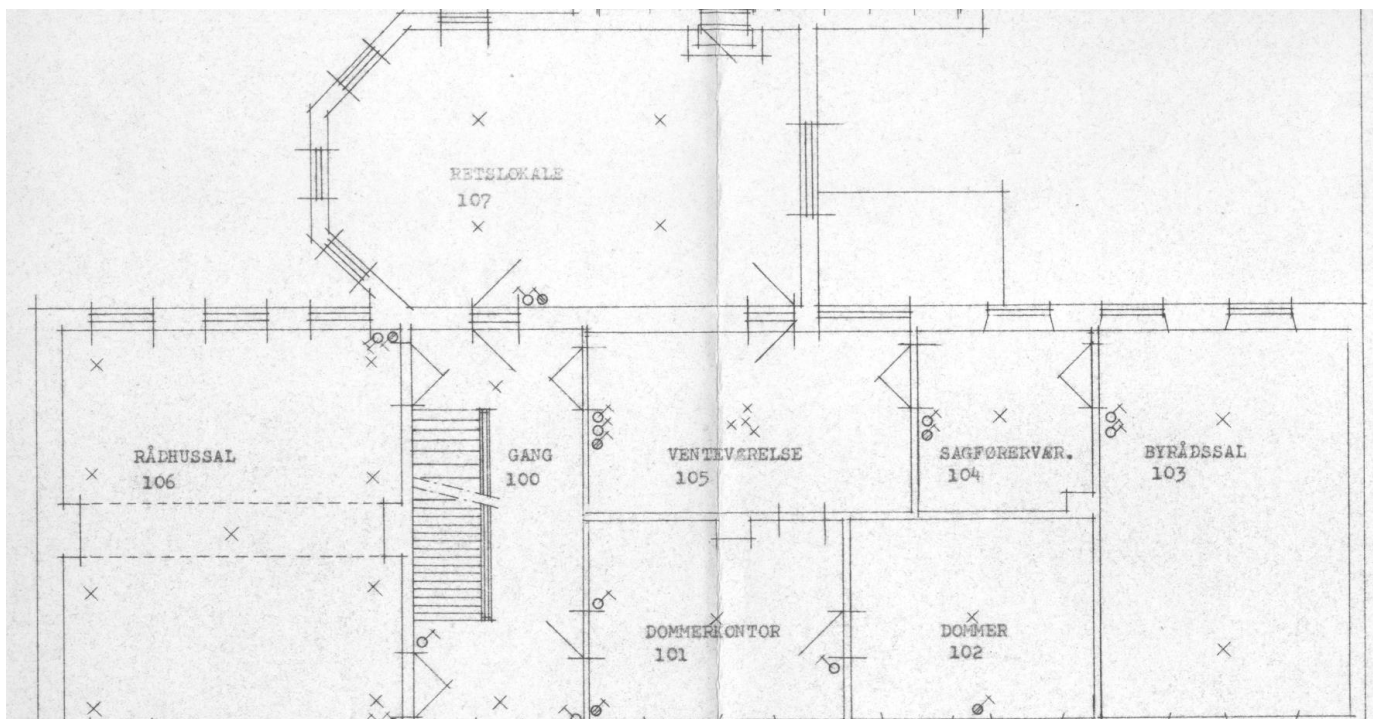 RETSLOKALE
107
RÅDHUSSAL
106
GANG
100
VENTEVÆRELSE
105
SAGFØRERVÆR.
104
BYRÅDSSAL
103
DOMMERKONTOR
101
DOMMER
102